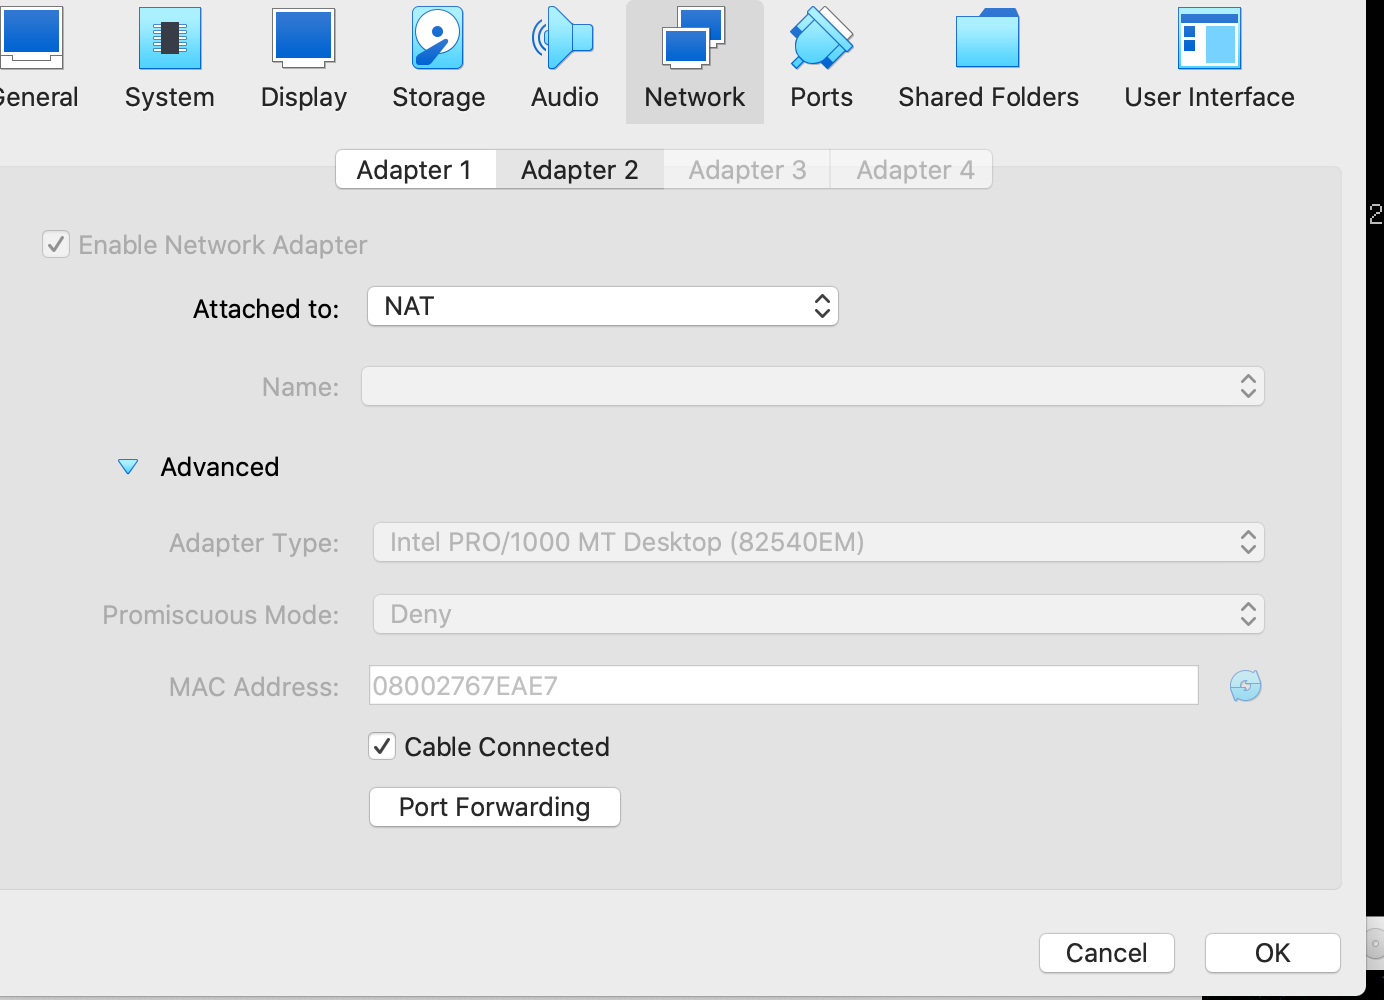 General System Display Storage Audio Network Ports Shared Folders User Interface
Adapter 1 Adapter 2 Adapter 3 Adapter 4
Enable Network Adapter
Attached to: NAT
Name:
Advanced
Adapter Type: Intel PRO/1000 MT Desktop (82540EM)
Promiscuous Mode: Deny
MAC Address: 08002767EAE7
Cable Connected
Port Forwarding
Cancel OK
2